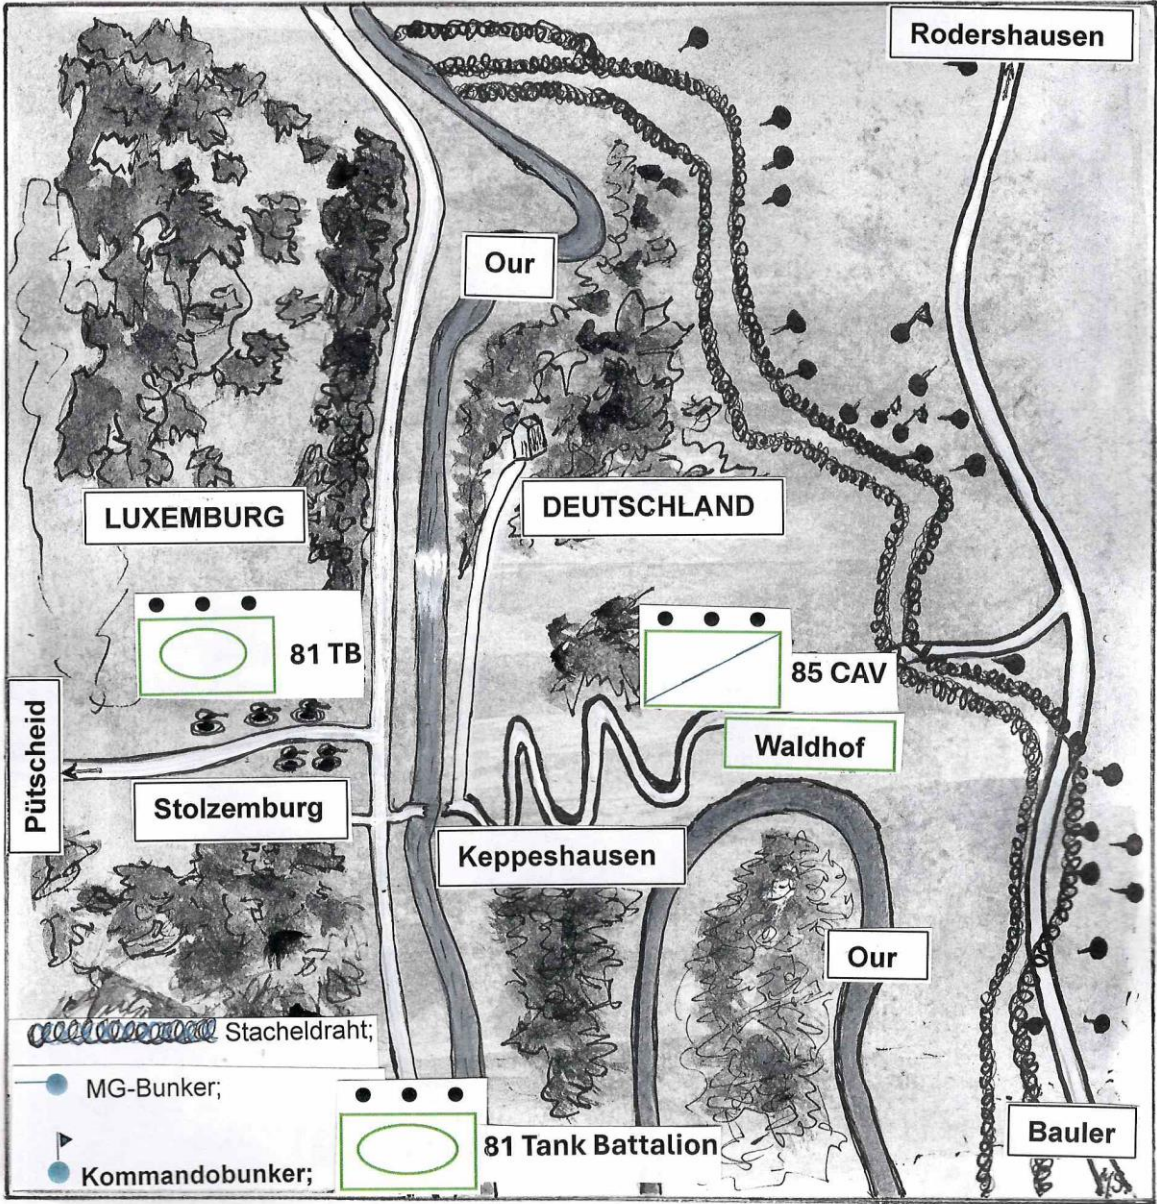 Rodershausen
Our
LUXEMBURG
DEUTSCHLAND
81 TB
85 CAV
Pütscheid
Waldhof
Stolzemburg
Keppeshausen
Our
Stacheldraht;
MG-Bunker;
Kommandobunker;
81 Tank Battalion
Bauler